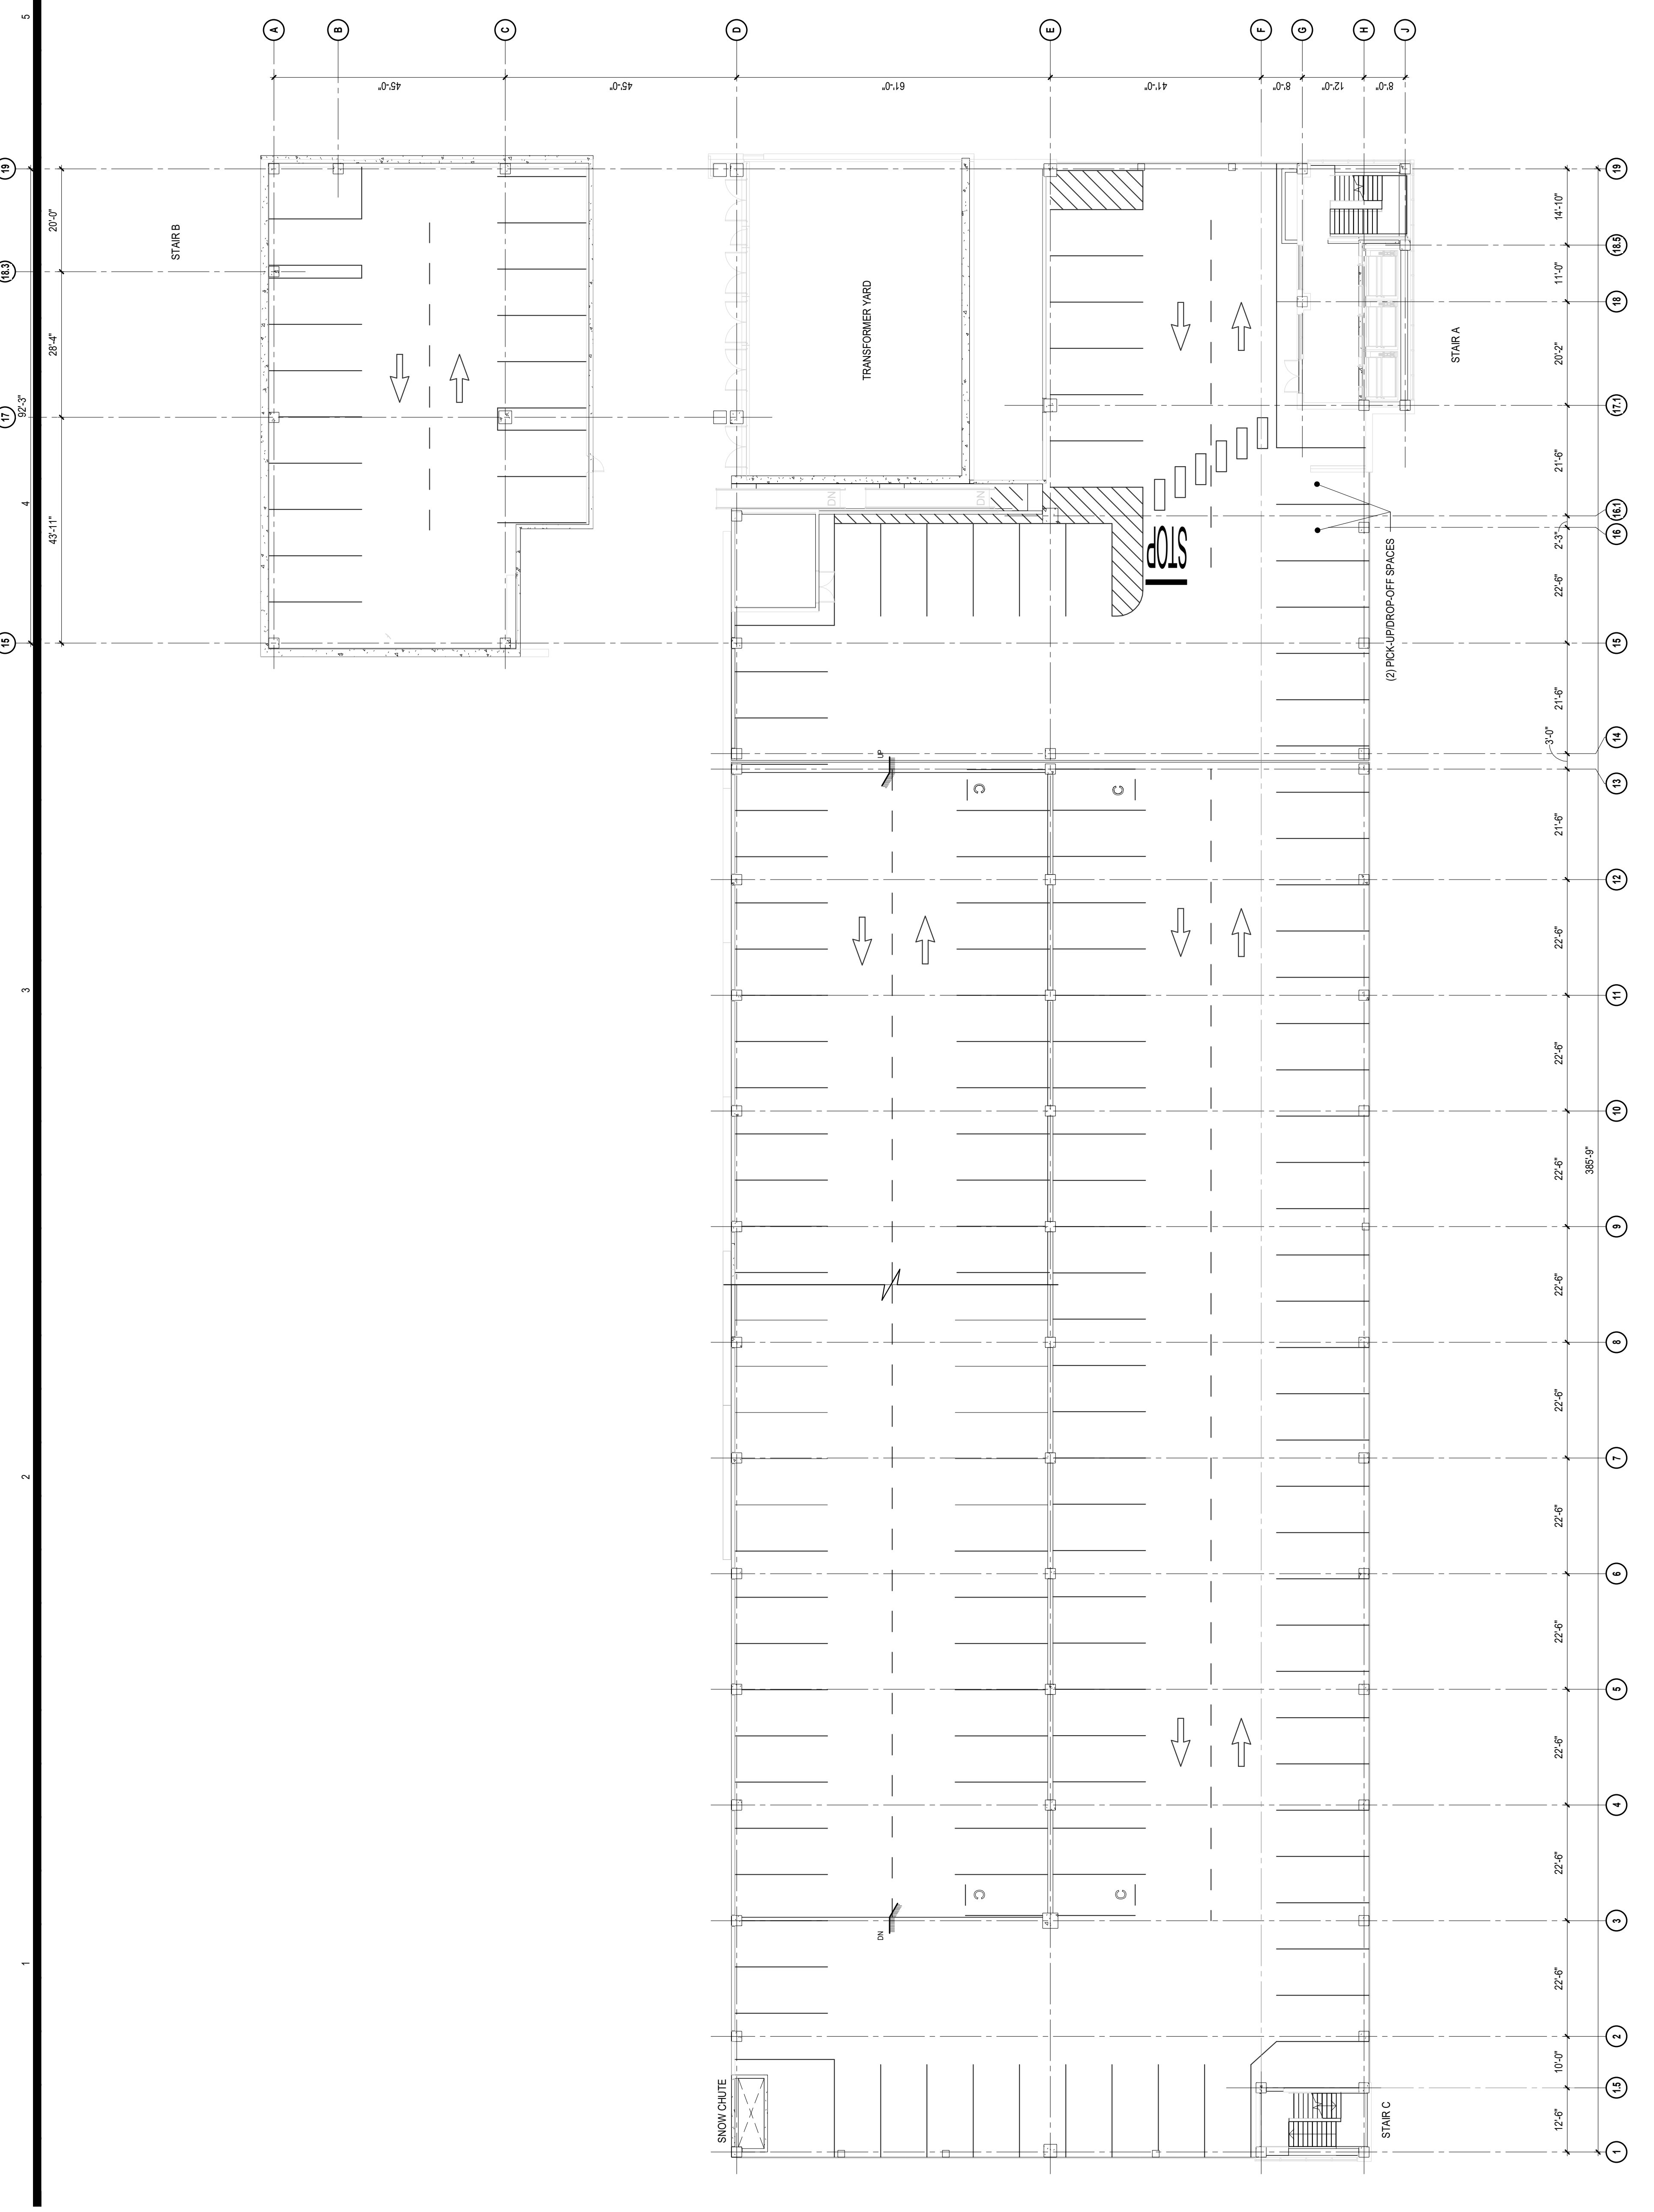 5
4
3
2
1
A
B
C
D
E
F
G
H
J
45'-0"
45'-0"
61'-0"
41'-0"
8'-0"
12'-0"
8'-0"
19
18.3
17
15
20'-0"
28'-4"
43'-11"
92'-3"
STAIR B
TRANSFORMER YARD
STAIR A
DN
DN
STOP
(2) PICK-UP/DROP-OFF SPACES
UP
C
C
C
C
DN
SNOW CHUTE
STAIR C
19
18.5
18
17.1
16.1
16
15
14
13
12
11
10
9
8
7
6
5
4
3
2
1.5
1
14'-10"
11'-0"
20'-2"
21'-6"
2'-3"
22'-6"
21'-6"
3'-0"
21'-6"
22'-6"
22'-6"
22'-6"
22'-6"
22'-6"
22'-6"
22'-6"
22'-6"
22'-6"
22'-6"
10'-0"
12'-6"
385'-9"